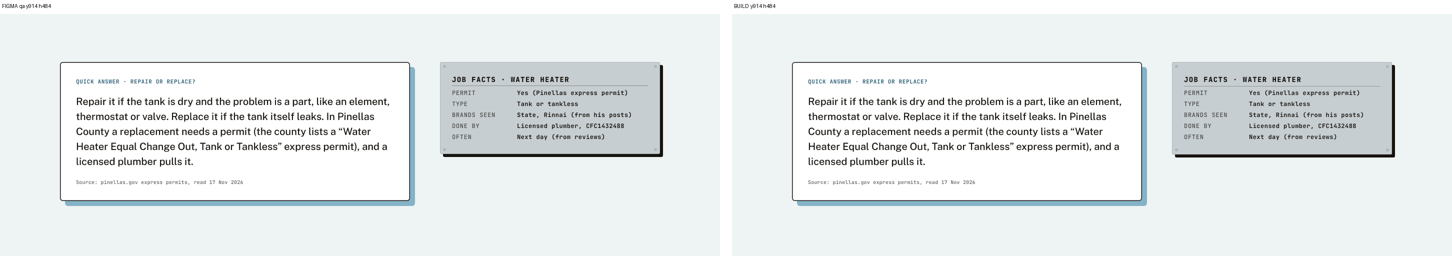 FIGMA qa y914 h484
QUICK ANSWER · REPAIR OR REPLACE?
Repair it if the tank is dry and the problem is a part, like an element,
thermostat or valve. Replace it if the tank itself leaks. In Pinellas
County a replacement needs a permit (the county lists a “Water
Heater Equal Change Out, Tank or Tankless” express permit), and a
licensed plumber pulls it.
Source: pinellas.gov express permits, read 17 Nov 2026
JOB FACTS · WATER HEATER
PERMIT Yes (Pinellas express permit)
TYPE Tank or tankless
BRANDS SEEN State, Rinnai (from his posts)
DONE BY Licensed plumber, CFC1432488
OFTEN Next day (from reviews)
BUILD y914 h484
QUICK ANSWER · REPAIR OR REPLACE?
Repair it if the tank is dry and the problem is a part, like an element,
thermostat or valve. Replace it if the tank itself leaks. In Pinellas
County a replacement needs a permit (the county lists a “Water
Heater Equal Change Out, Tank or Tankless” express permit), and a
licensed plumber pulls it.
Source: pinellas.gov express permits, read 17 Nov 2026
JOB FACTS · WATER HEATER
PERMIT Yes (Pinellas express permit)
TYPE Tank or tankless
BRANDS SEEN State, Rinnai (from his posts)
DONE BY Licensed plumber, CFC1432488
OFTEN Next day (from reviews)